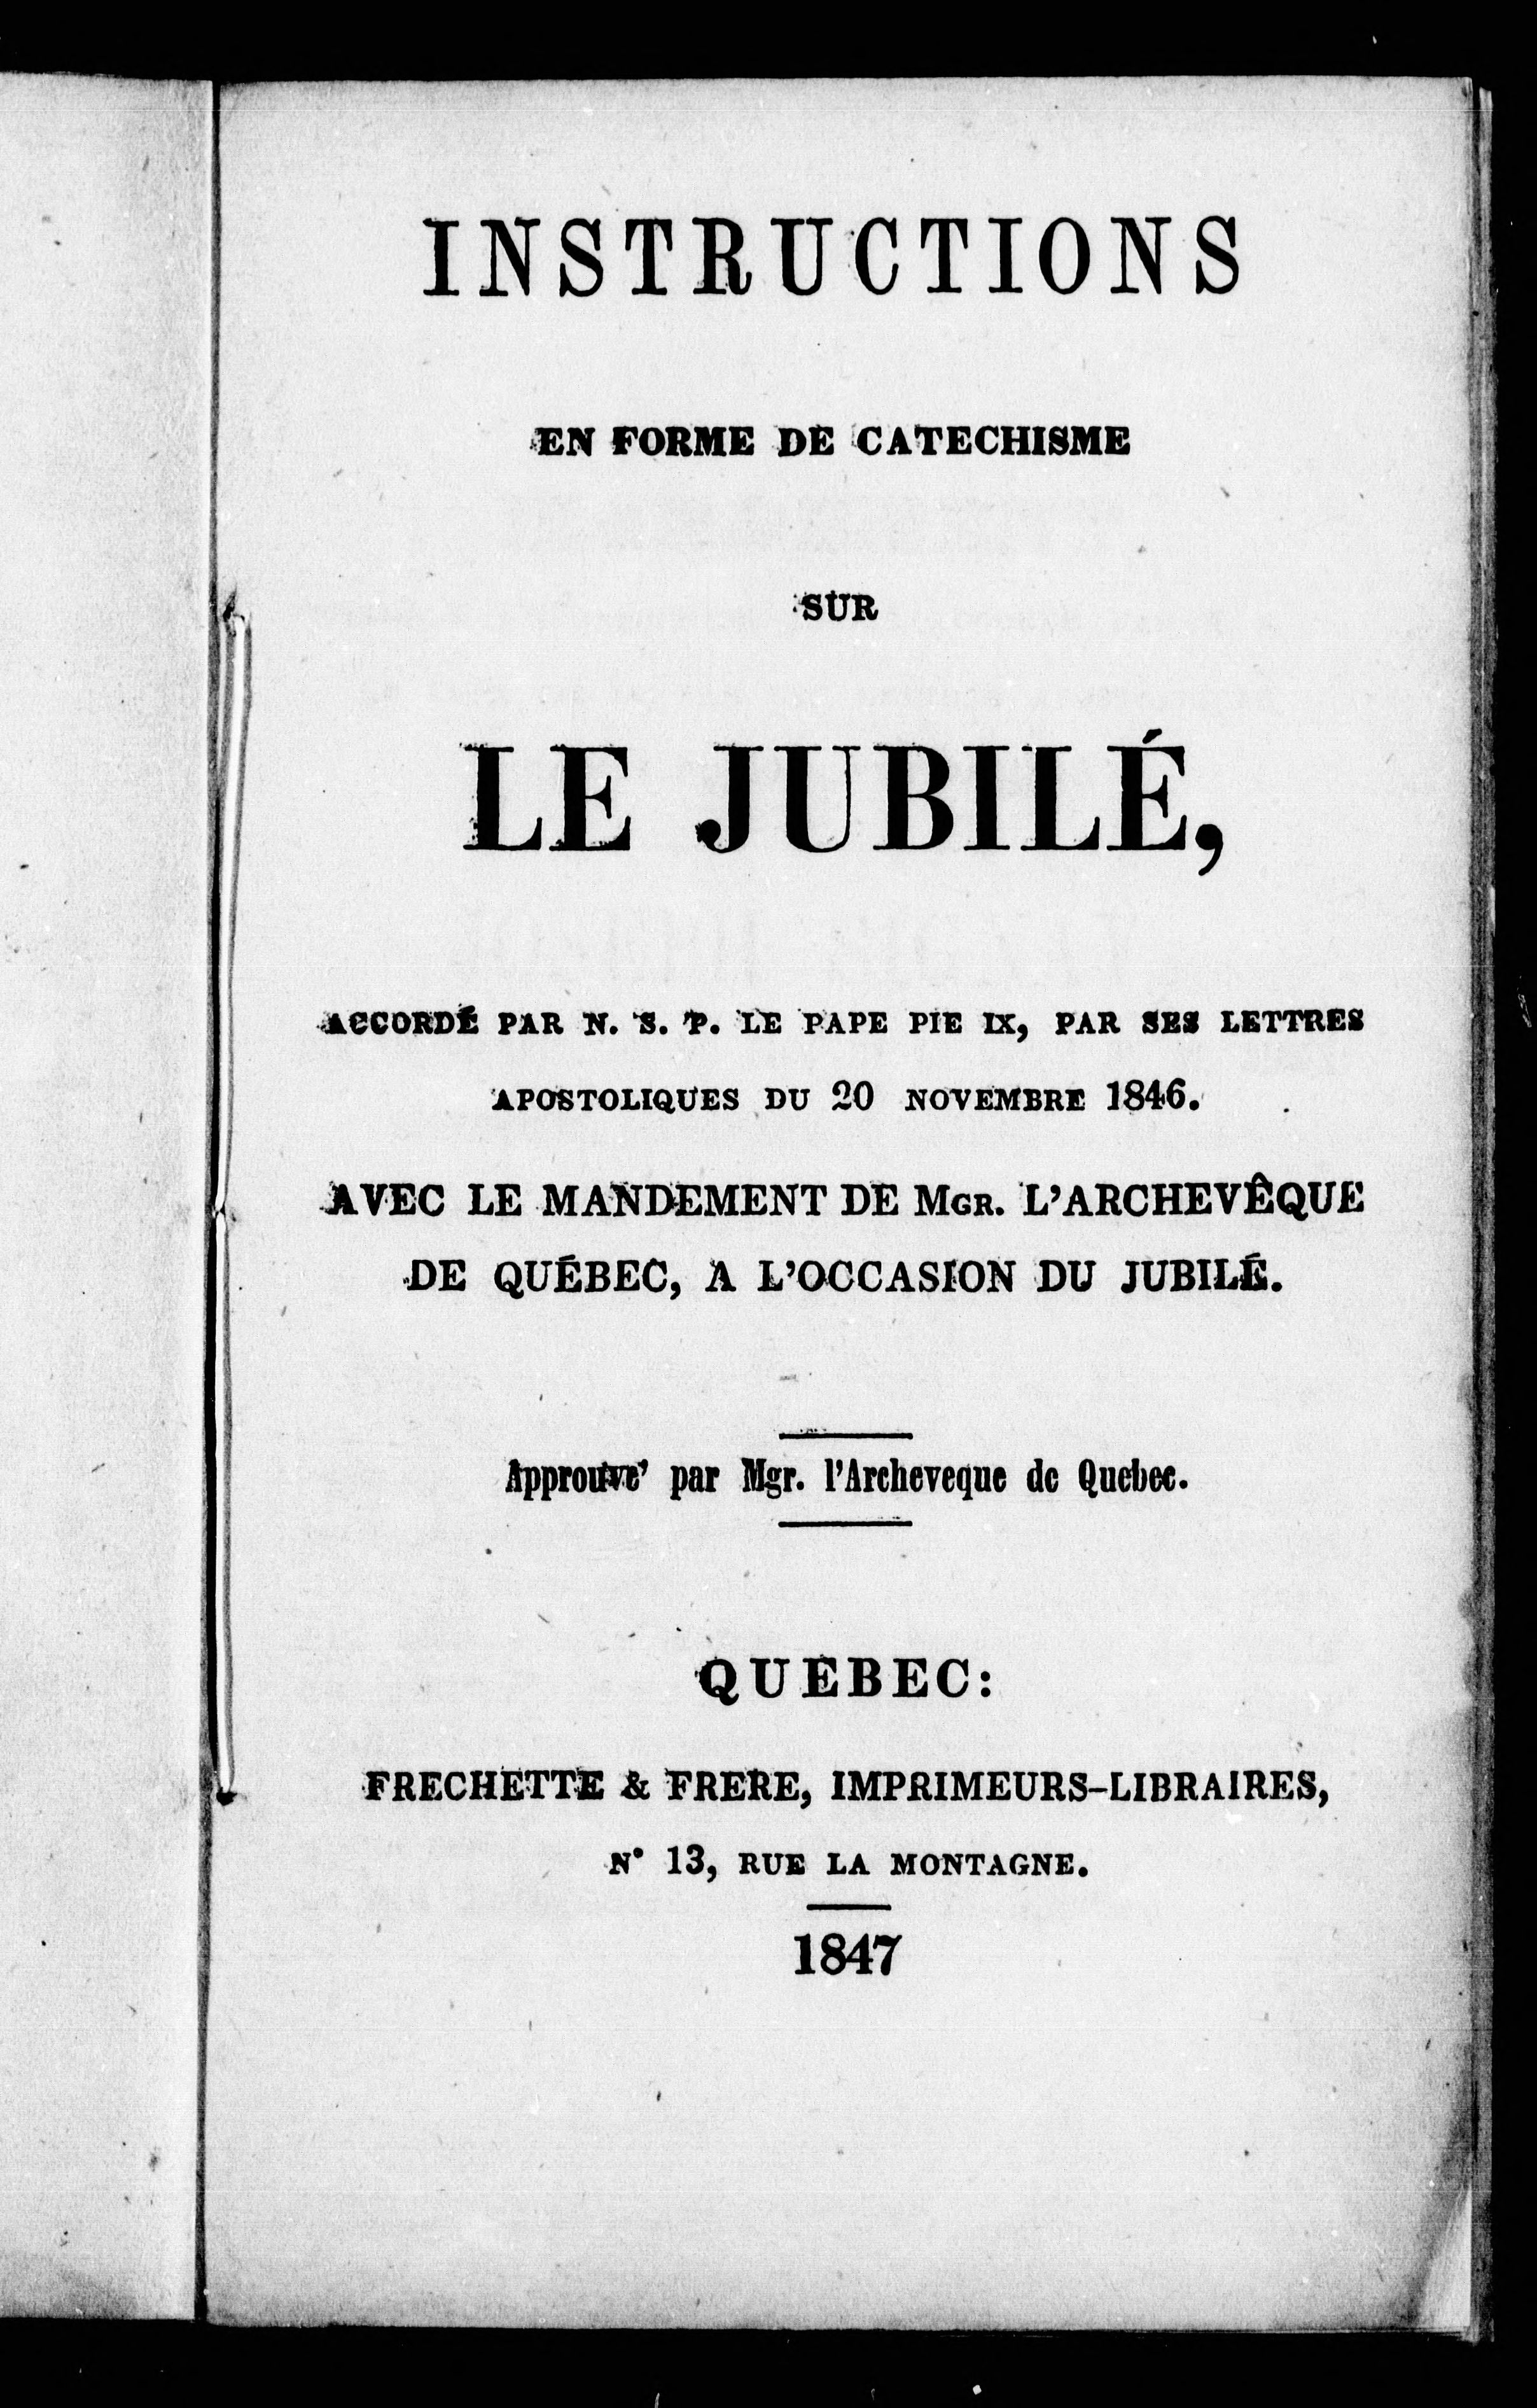 INSTRUCTIONS
EN FORME DE CATECHISME
SUR
LE JUBILÉ,
ACCORDÉ PAR N. S. P. LE PAPE PIE IX, PAR SES LETTRES
APOSTOLIQUES DU 20 NOVEMBRE 1846.
AVEC LE MANDEMENT DE MGR. L'ARCHEVÊQUE
DE QUÉBEC, A L'OCCASION DU JUBILÉ.
Approuve' par Mgr. l'Archeveque de Quebec.
QUEBEC:
FRECHETTE & FRERE, IMPRIMEURS-LIBRAIRES,
N° 13, RUE LA MONTAGNE.
1847